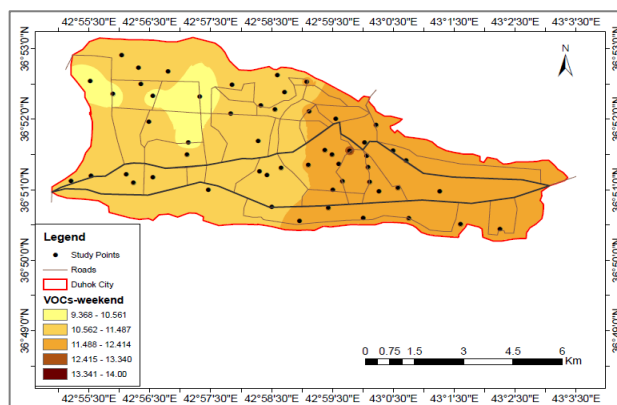 42°55'30"E 42°56'30"E 42°57'30"E 42°58'30"E 42°59'30"E 43°0'30"E 43°1'30"E 43°2'30"E 43°3'30"E
36°53'0"N 36°53'0"N
N
36°52'0"N 36°52'0"N
36°51'0"N 36°51'0"N
36°50'0"N 36°50'0"N
36°49'0"N 36°49'0"N
Legend
Study Points
Roads
Duhok City
VOCs-weekend
9.368 - 10.561
10.562 - 11.487
11.488 - 12.414
12.415 - 13.340
13.341 - 14.00
0 0.75 1.5 3 4.5 6
Km
42°55'30"E 42°56'30"E 42°57'30"E 42°58'30"E 42°59'30"E 43°0'30"E 43°1'30"E 43°2'30"E 43°3'30"E